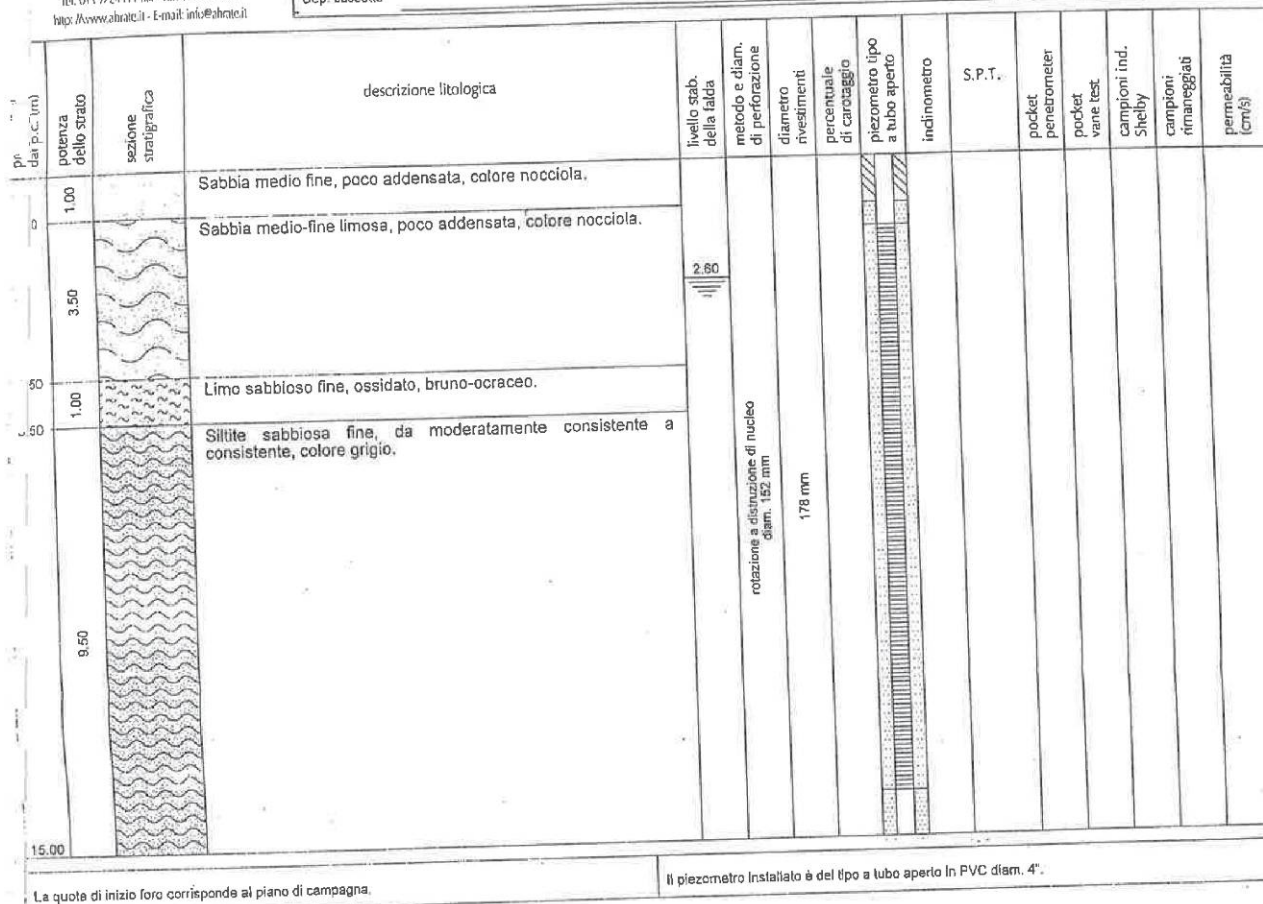 http: //www.ahrate.it - E-mail: info@ahrate.it
dal p.c. (m)
potenza
dello strato
sezione
stratigrafica
descrizione litologica
livello stab.
della falda
metodo e diam.
di perforazione
diametro
rivestimenti
percentuale
di carotaggio
piezometro tipo
a tubo aperto
inclinometro
S.P.T.
pocket
penetrometer
pocket
vane test
campioni ind.
Shelby
campioni
rimaneggiati
permeabilità
(cm/s)
1.00
Sabbia medio fine, poco addensata, colore nocciola.
0
3.50
Sabbia medio-fine limosa, poco addensata, colore nocciola.
2.60
50
1.00
Limo sabbioso fine, ossidato, bruno-ocraceo.
.50
9.50
Siltite sabbiosa fine, da moderatamente consistente a
consistente, colore grigio.
rotazione a distruzione di nucleo
diam. 152 mm
178 mm
15.00
La quote di inizio foro corrisponde al piano di campagna.
Il piezometro installato è del tipo a tubo aperto in PVC diam. 4".